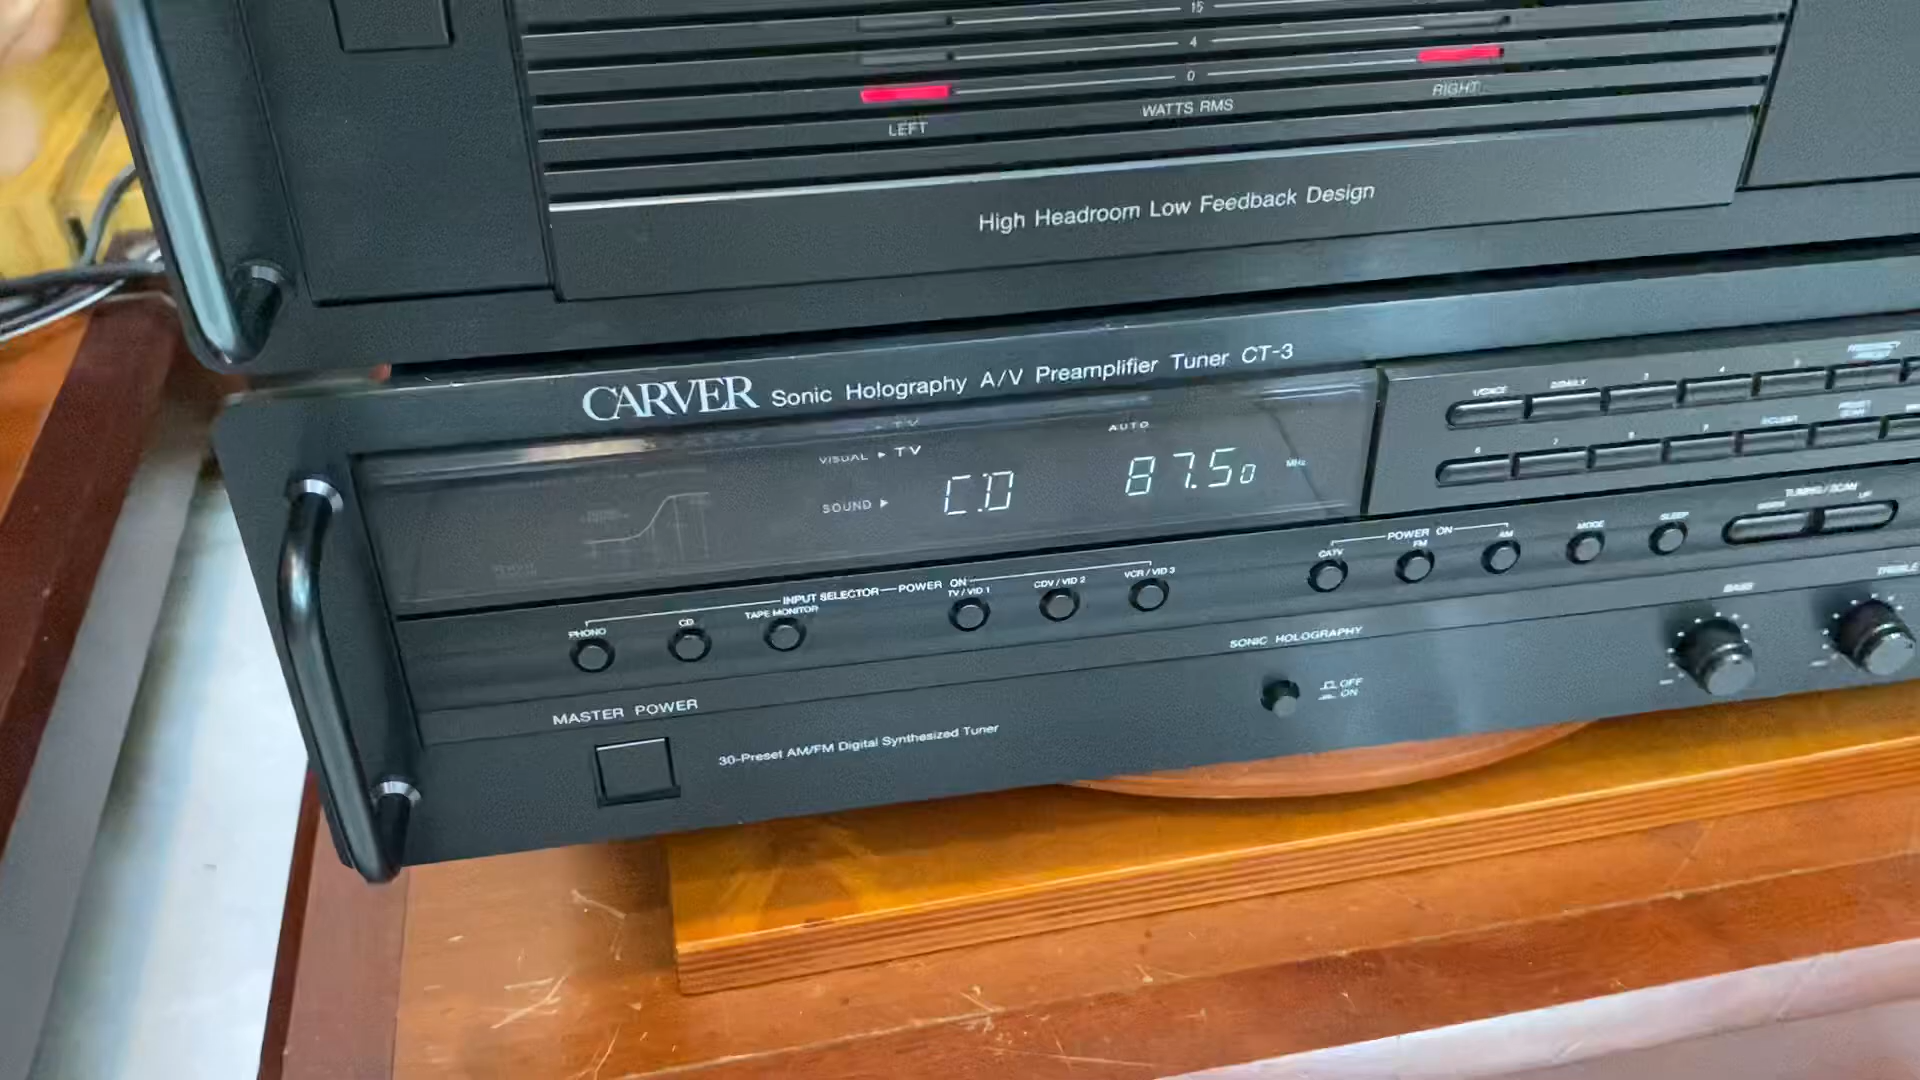 15
4
0
WATTS RMS
LEFT
RIGHT
High Headroom Low Feedback Design
CARVER Sonic Holography A/V Preamplifier Tuner CT-3
VISUAL ▸ TV
AUTO
SOUND ▸ CD 87.50 MHz
POWER ON
CATV FM AM MODE SLEEP
TUNING/SCAN
UP
INPUT SELECTOR—POWER ON
PHONO CD TAPE MONITOR TV / VID 1 CDV / VID 2 VCR / VID 3
SONIC HOLOGRAPHY
OFF
ON
BASS
TREBLE
MASTER POWER
30-Preset AM/FM Digital Synthesized Tuner